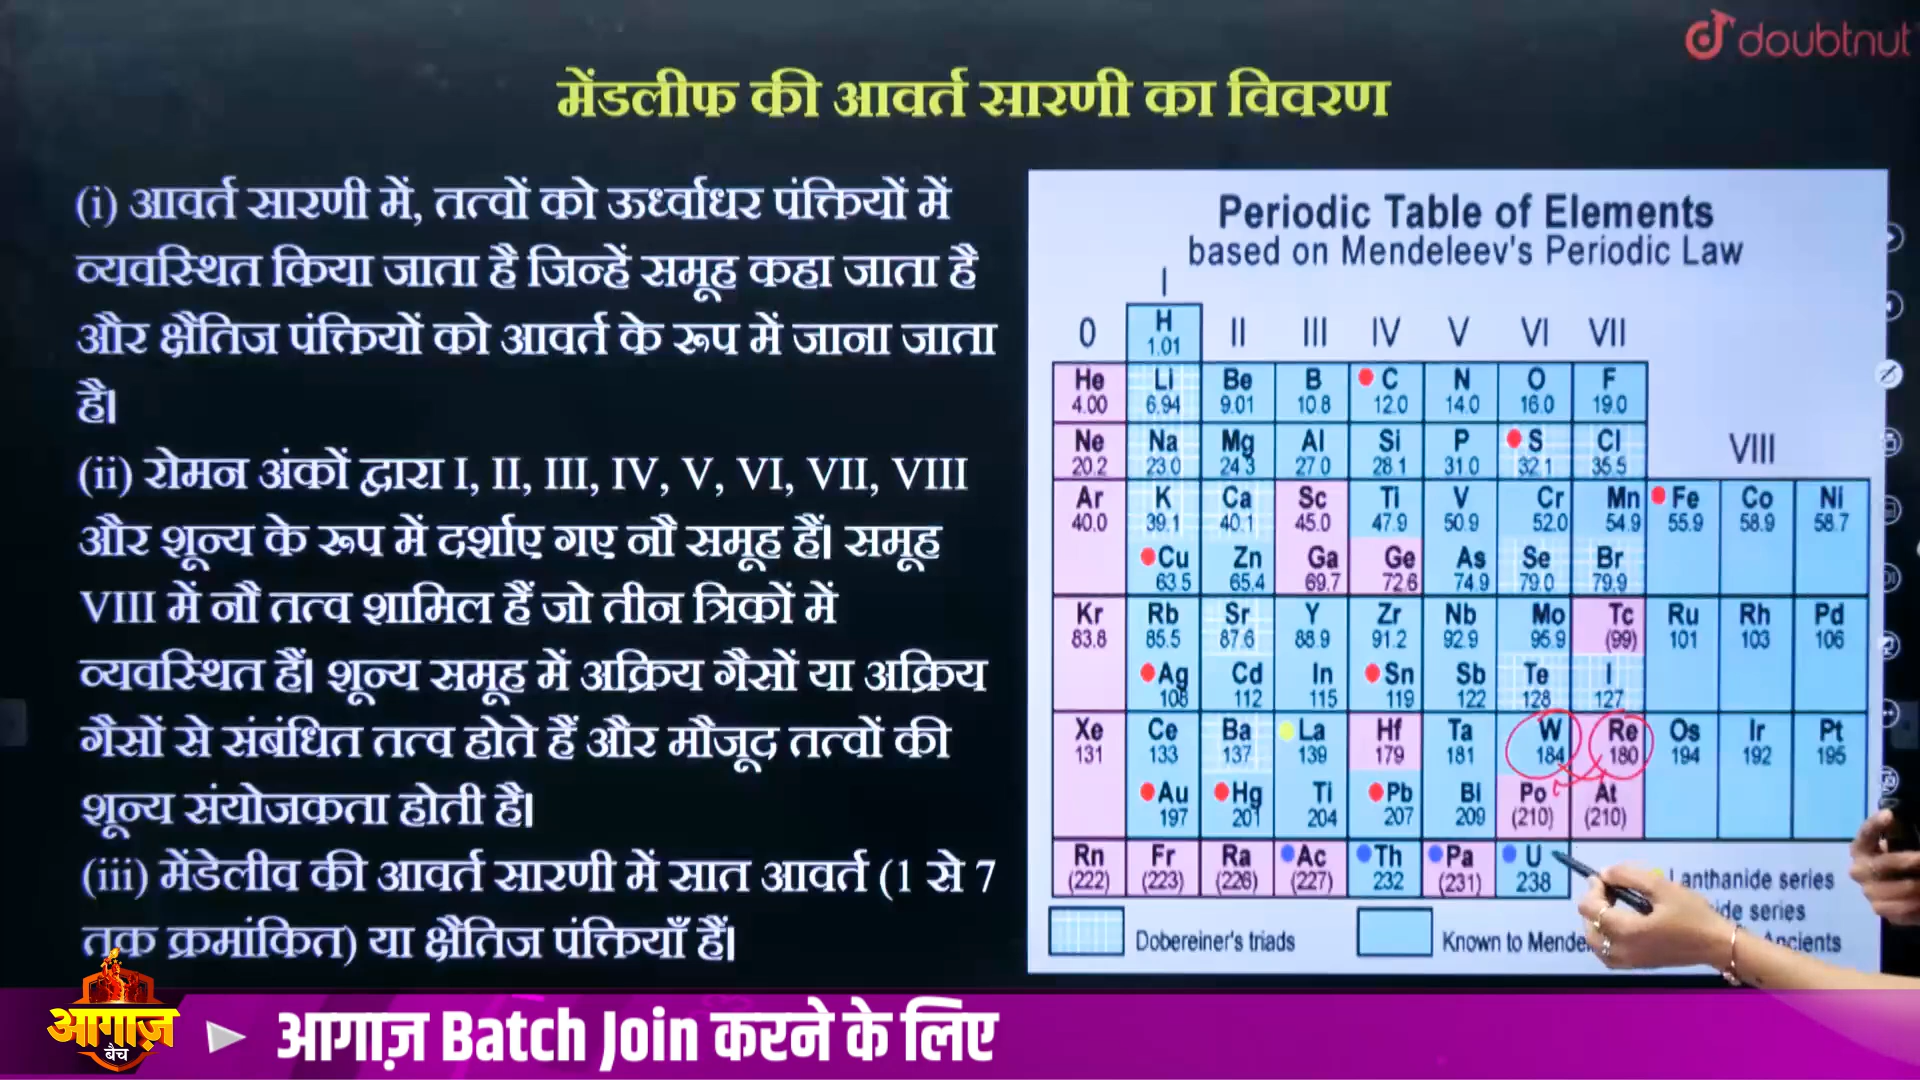 doubtnut
मेंडलीफ की आवर्त सारणी का विवरण
(i) आवर्त सारणी में, तत्वों को ऊर्ध्वाधर पंक्तियों में
व्यवस्थित किया जाता है जिन्हें समूह कहा जाता है
और क्षैतिज पंक्तियों को आवर्त के रूप में जाना जाता
है।
(ii) रोमन अंकों द्वारा I, II, III, IV, V, VI, VII, VIII
और शून्य के रूप में दर्शाए गए नौ समूह हैं। समूह
VIII में नौ तत्व शामिल हैं जो तीन त्रिकों में
व्यवस्थित हैं। शून्य समूह में अक्रिय गैसों या अक्रिय
गैसों से संबंधित तत्व होते हैं और मौजूद तत्वों की
शून्य संयोजकता होती है।
(iii) मेंडेलीव की आवर्त सारणी में सात आवर्त (1 से 7
तक क्रमांकित) या क्षैतिज पंक्तियाँ हैं।
Periodic Table of Elements
based on Mendeleev's Periodic Law
I
0 H II III IV V VI VII
1.01
He Li Be B C N O F
4.00 6.94 9.01 10.8 12.0 14.0 16.0 19.0
Ne Na Mg Al Si P S Cl VIII
20.2 23.0 24.3 27.0 28.1 31.0 32.1 35.5
Ar K Ca Sc Ti V Cr Mn Fe Co Ni
40.0 39.1 40.1 45.0 47.9 50.9 52.0 54.9 55.9 58.9 58.7
Cu Zn Ga Ge As Se Br
63.5 65.4 69.7 72.6 74.9 79.0 79.9
Kr Rb Sr Y Zr Nb Mo Tc Ru Rh Pd
83.8 85.5 87.6 88.9 91.2 92.9 95.9 (99) 101 103 106
Ag Cd In Sn Sb Te I
108 112 115 119 122 128 127
Xe Ce Ba La Hf Ta W Re Os Ir Pt
131 133 137 139 179 181 184 180 194 192 195
Au Hg Ti Pb Bi Po At
197 201 204 207 209 (210) (210)
Rn Fr Ra Ac Th Pa U
(222) (223) (226) (227) 232 (231) 238
Lanthanide series
series
Dobereiner's triads Known to
आगाज़
बैच
आगाज़ Batch Join करने के लिए